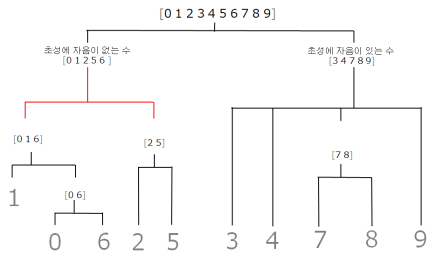 [0 1 2 3 4 5 6 7 8 9]
초성에 자음이 없는 수
[0 1 2 5 6 ]
초성에 자음이 있는 수
[3 4 7 8 9]
[0 1 6]
[2 5]
[7 8]
1
[0 6]
0 6 2 5 3 4 7 8 9